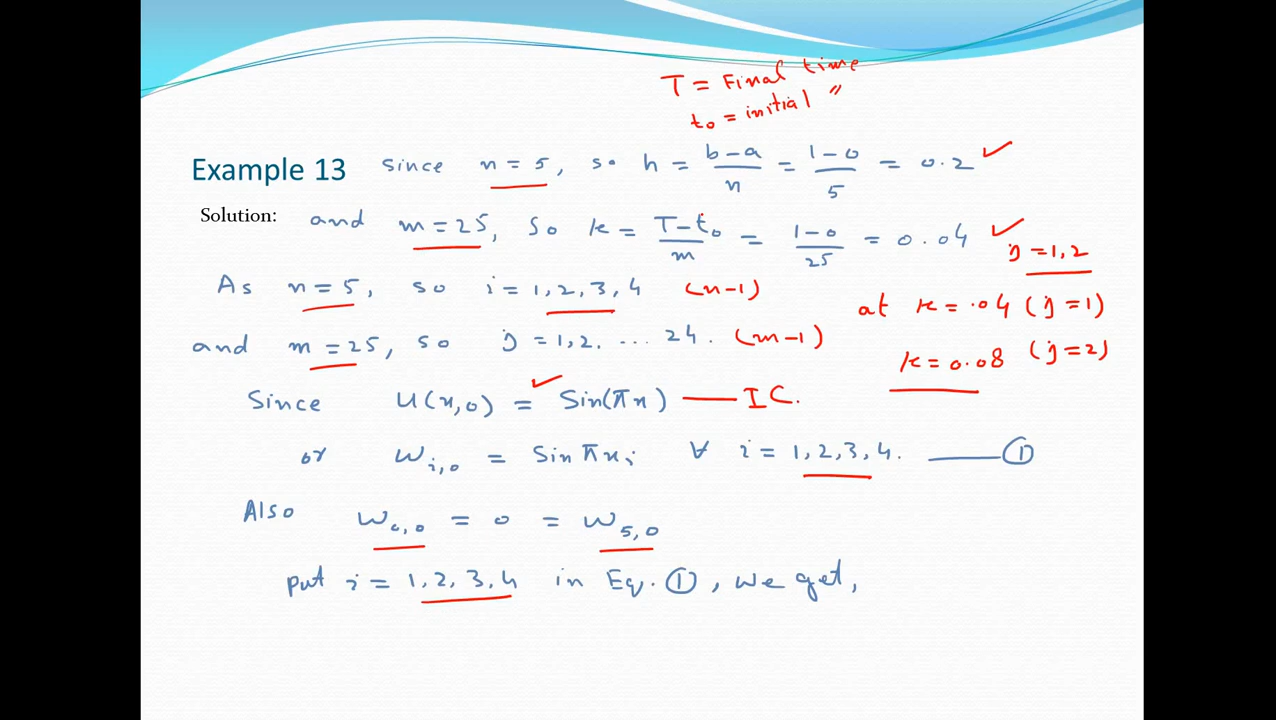 T = Final time
t₀ = initial "
Example 13 Since n = 5, so h = b-a/n = 1-0/5 = 0.2 ✓
Solution: and m = 25, So k = T-t₀/m = 1-0/25 = 0.04 ✓
j = 1,2
As n = 5, so i = 1,2,3,4 (n-1)
at k = .04 (j=1)
and m = 25, so j = 1,2. ... 24. (m-1)
k = 0.08 (j=2)
Since u(x,0) = Sin(πx) — IC.
or w_{i,0} = Sin πx_i ∀ i = 1,2,3,4. — ①
Also w_{0,0} = 0 = w_{5,0}
put i = 1,2,3,4 in Eq. ①, we get,